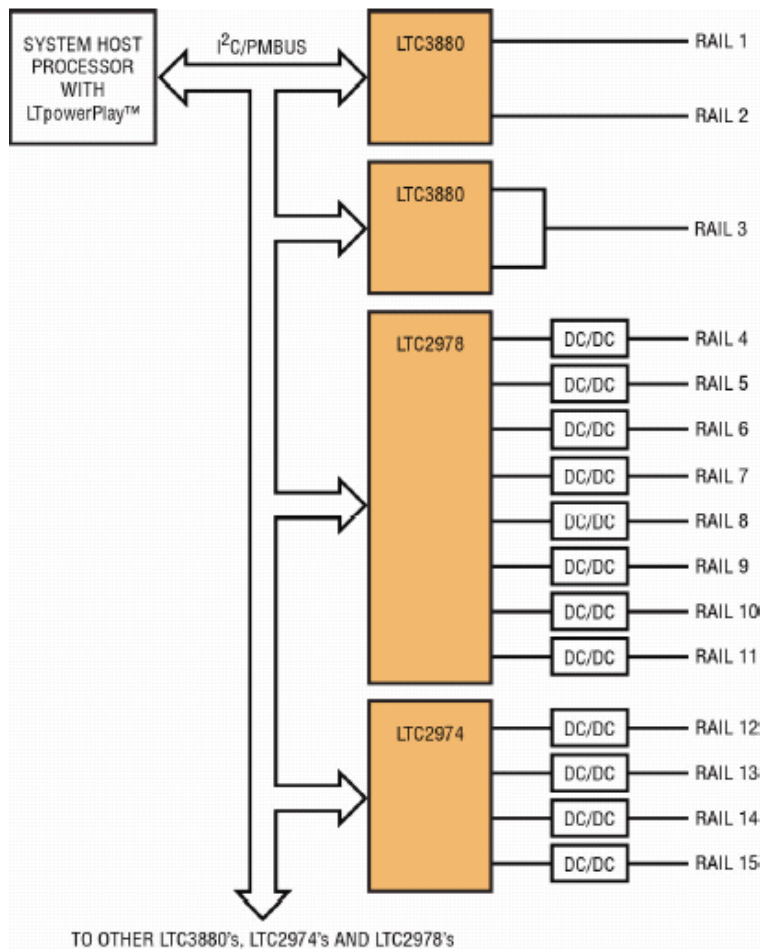 SYSTEM HOST
PROCESSOR
WITH
LTpowerPlay™
I²C/PMBUS
LTC3880
RAIL 1
RAIL 2
LTC3880
RAIL 3
LTC2978
DC/DC
RAIL 4
DC/DC
RAIL 5
DC/DC
RAIL 6
DC/DC
RAIL 7
DC/DC
RAIL 8
DC/DC
RAIL 9
DC/DC
RAIL 10
DC/DC
RAIL 11
LTC2974
DC/DC
RAIL 12
DC/DC
RAIL 13
DC/DC
RAIL 14
DC/DC
RAIL 15
TO OTHER LTC3880's, LTC2974's AND LTC2978's